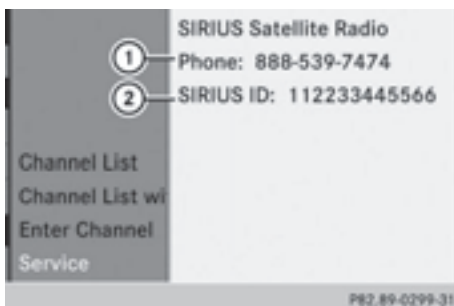 SIRIUS Satellite Radio
1 Phone: 888-539-7474
2 SIRIUS ID: 112233445566
Channel List
Channel List wi
Enter Channel
Service
P82.89-0299-31